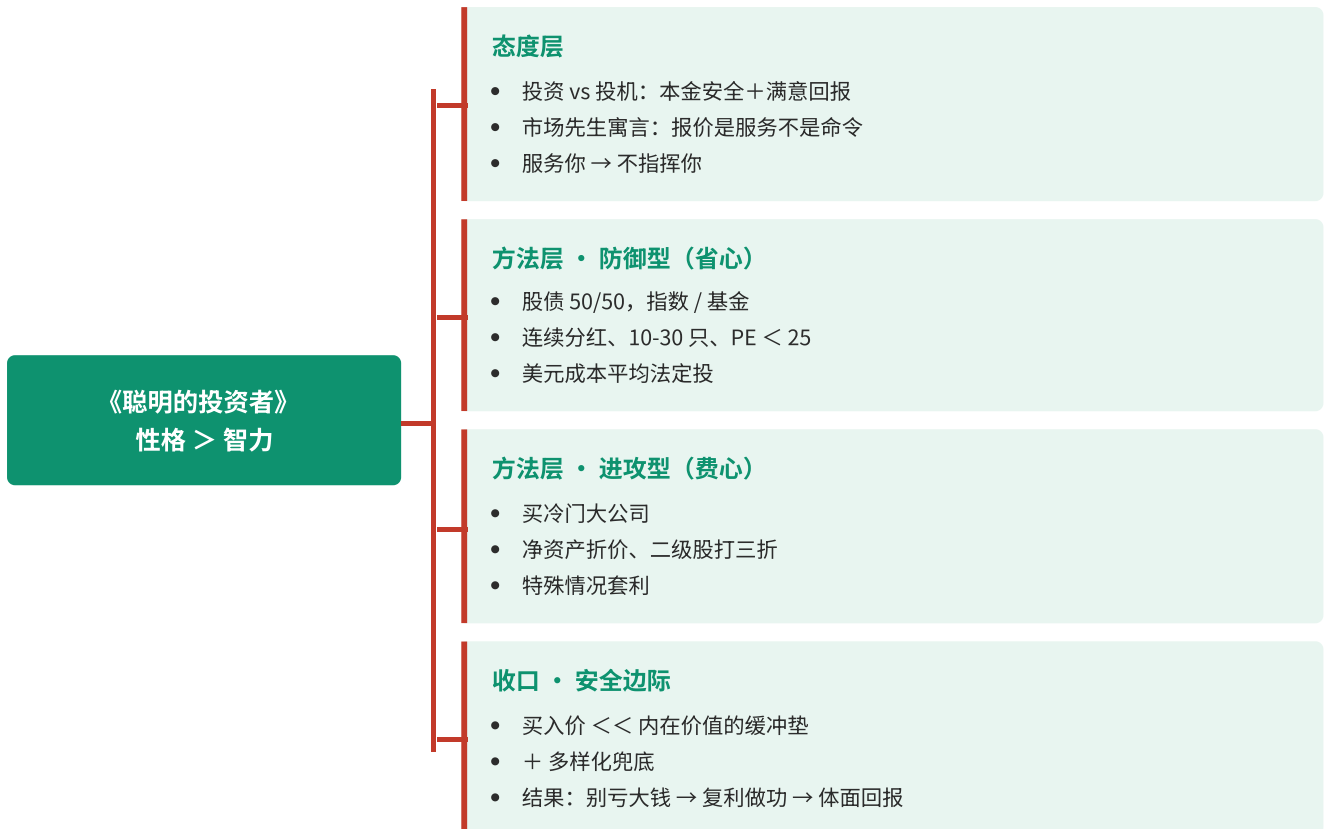 《聪明的投资者》
性格 ＞ 智力
态度层
• 投资 vs 投机：本金安全＋满意回报
• 市场先生寓言：报价是服务不是命令
• 服务你 → 不指挥你
方法层 · 防御型（省心）
• 股债 50/50，指数 / 基金
• 连续分红、10-30 只、PE ＜ 25
• 美元成本平均法定投
方法层 · 进攻型（费心）
• 买冷门大公司
• 净资产折价、二级股打三折
• 特殊情况套利
收口 · 安全边际
• 买入价 ＜＜ 内在价值的缓冲垫
• ＋ 多样化兜底
• 结果：别亏大钱 → 复利做功 → 体面回报